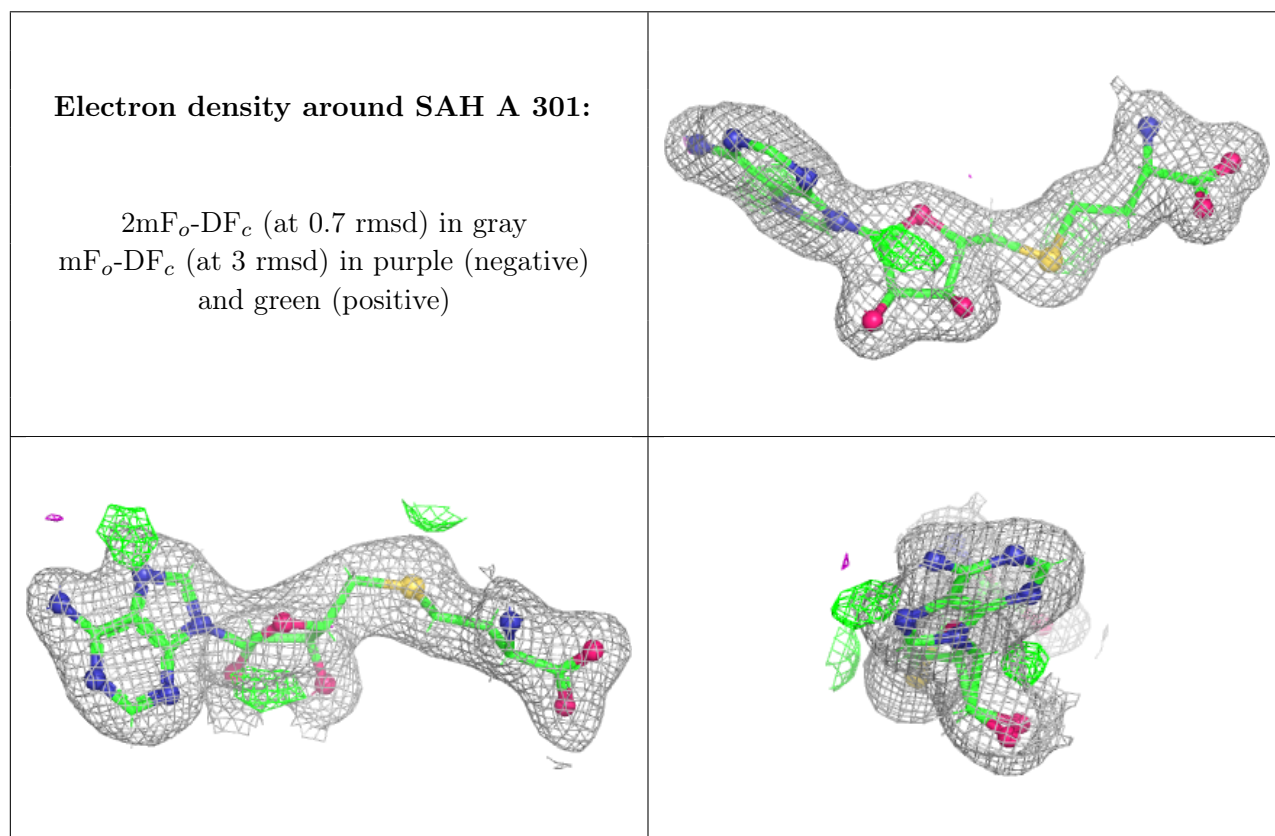 Electron density around SAH A 301:
2mFo-DFc (at 0.7 rmsd) in gray
mFo-DFc (at 3 rmsd) in purple (negative)
and green (positive)